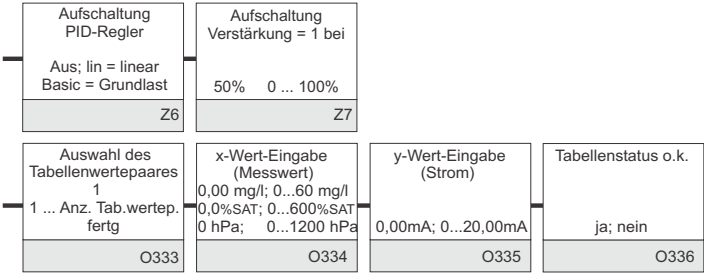 Aufschaltung
PID-Regler
Aus; lin = linear
Basic = Grundlast
Z6
Aufschaltung
Verstärkung = 1 bei
50% 0 ... 100%
Z7
Auswahl des
Tabellenwertepaares
1
1 ... Anz. Tab.wertep.
fertg
O333
x-Wert-Eingabe
(Messwert)
0,00 mg/l; 0...60 mg/l
0,0%SAT; 0...600%SAT
0 hPa; 0...1200 hPa
O334
y-Wert-Eingabe
(Strom)
0,00mA; 0...20,00mA
O335
Tabellenstatus o.k.
ja; nein
O336